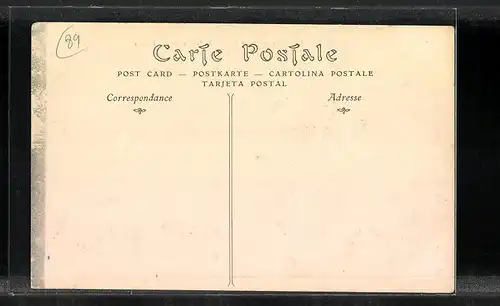 89
Carte Postale
POST CARD — POSTKARTE — CARTOLINA POSTALE
TARJETA POSTAL
Correspondance
Adresse